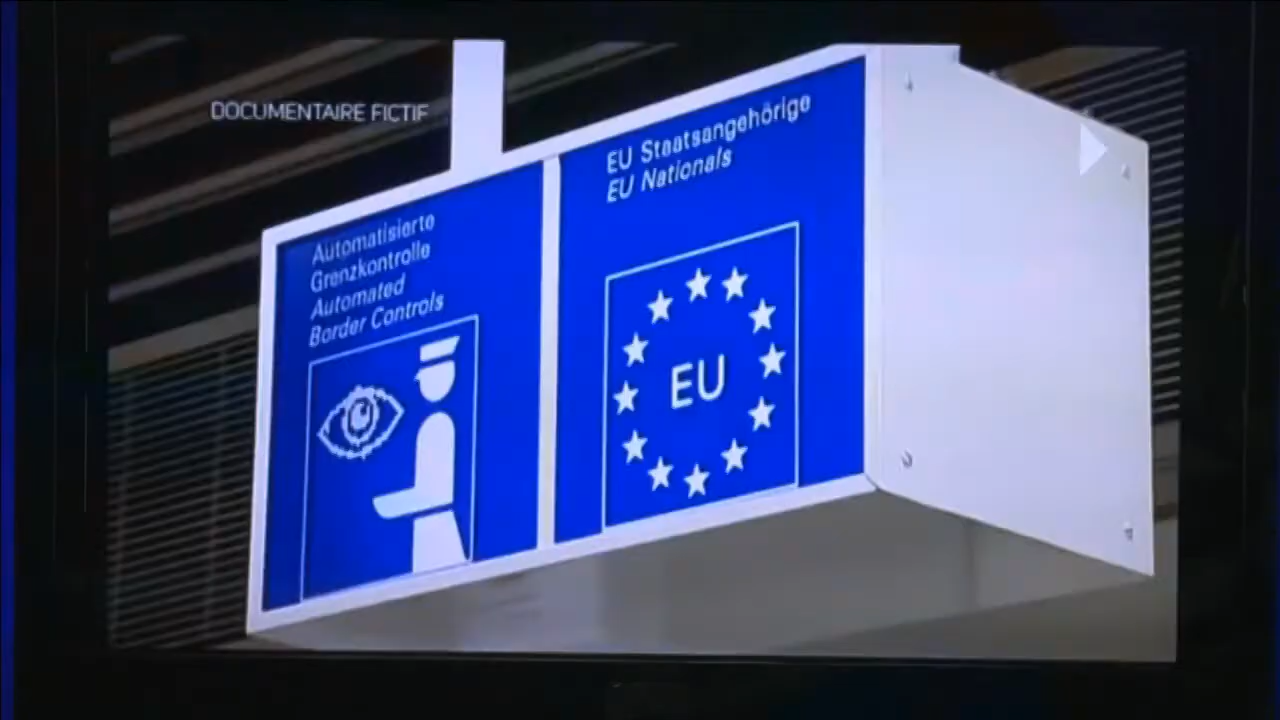 DOCUMENTAIRE FICTIF
Automatisierte
Grenzkontrolle
Automated
Border Controls
EU Staatsangehörige
EU Nationals
EU